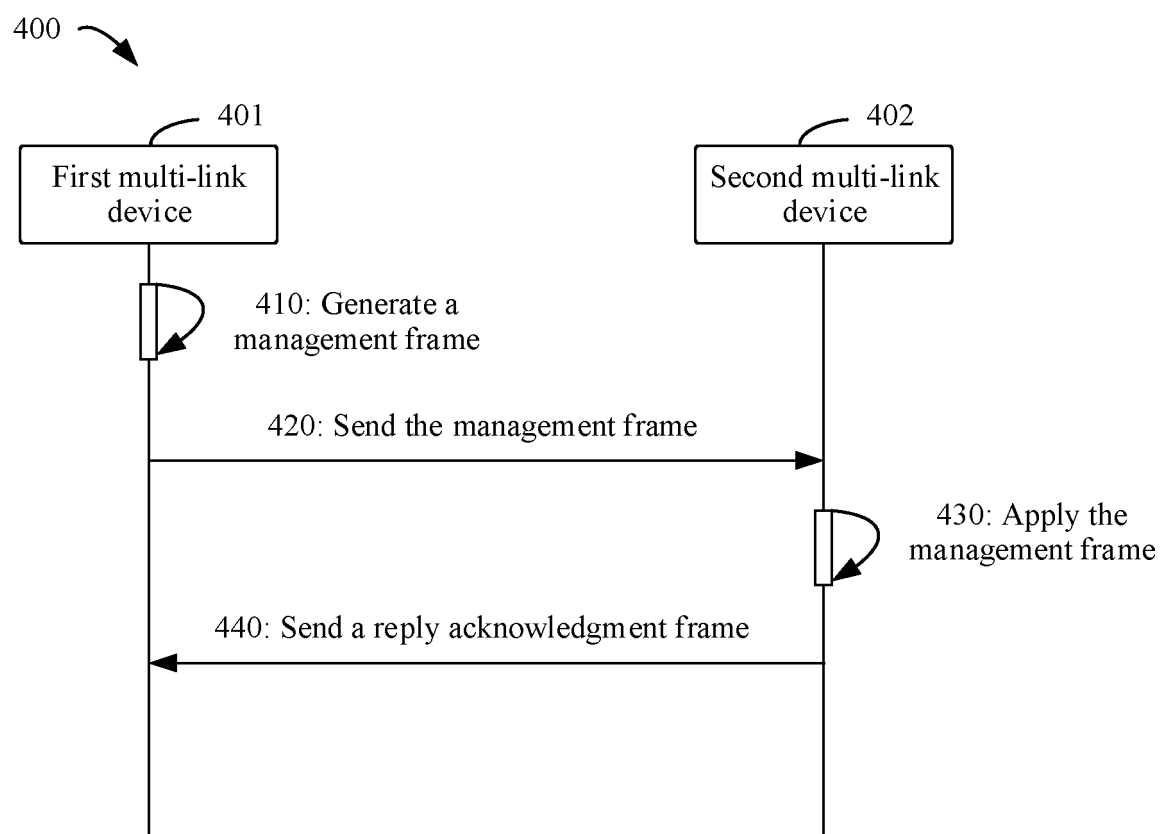 400
401
402
First multi-link
device
Second multi-link
device
410: Generate a
management frame
420: Send the management frame
430: Apply the
management frame
440: Send a reply acknowledgment frame